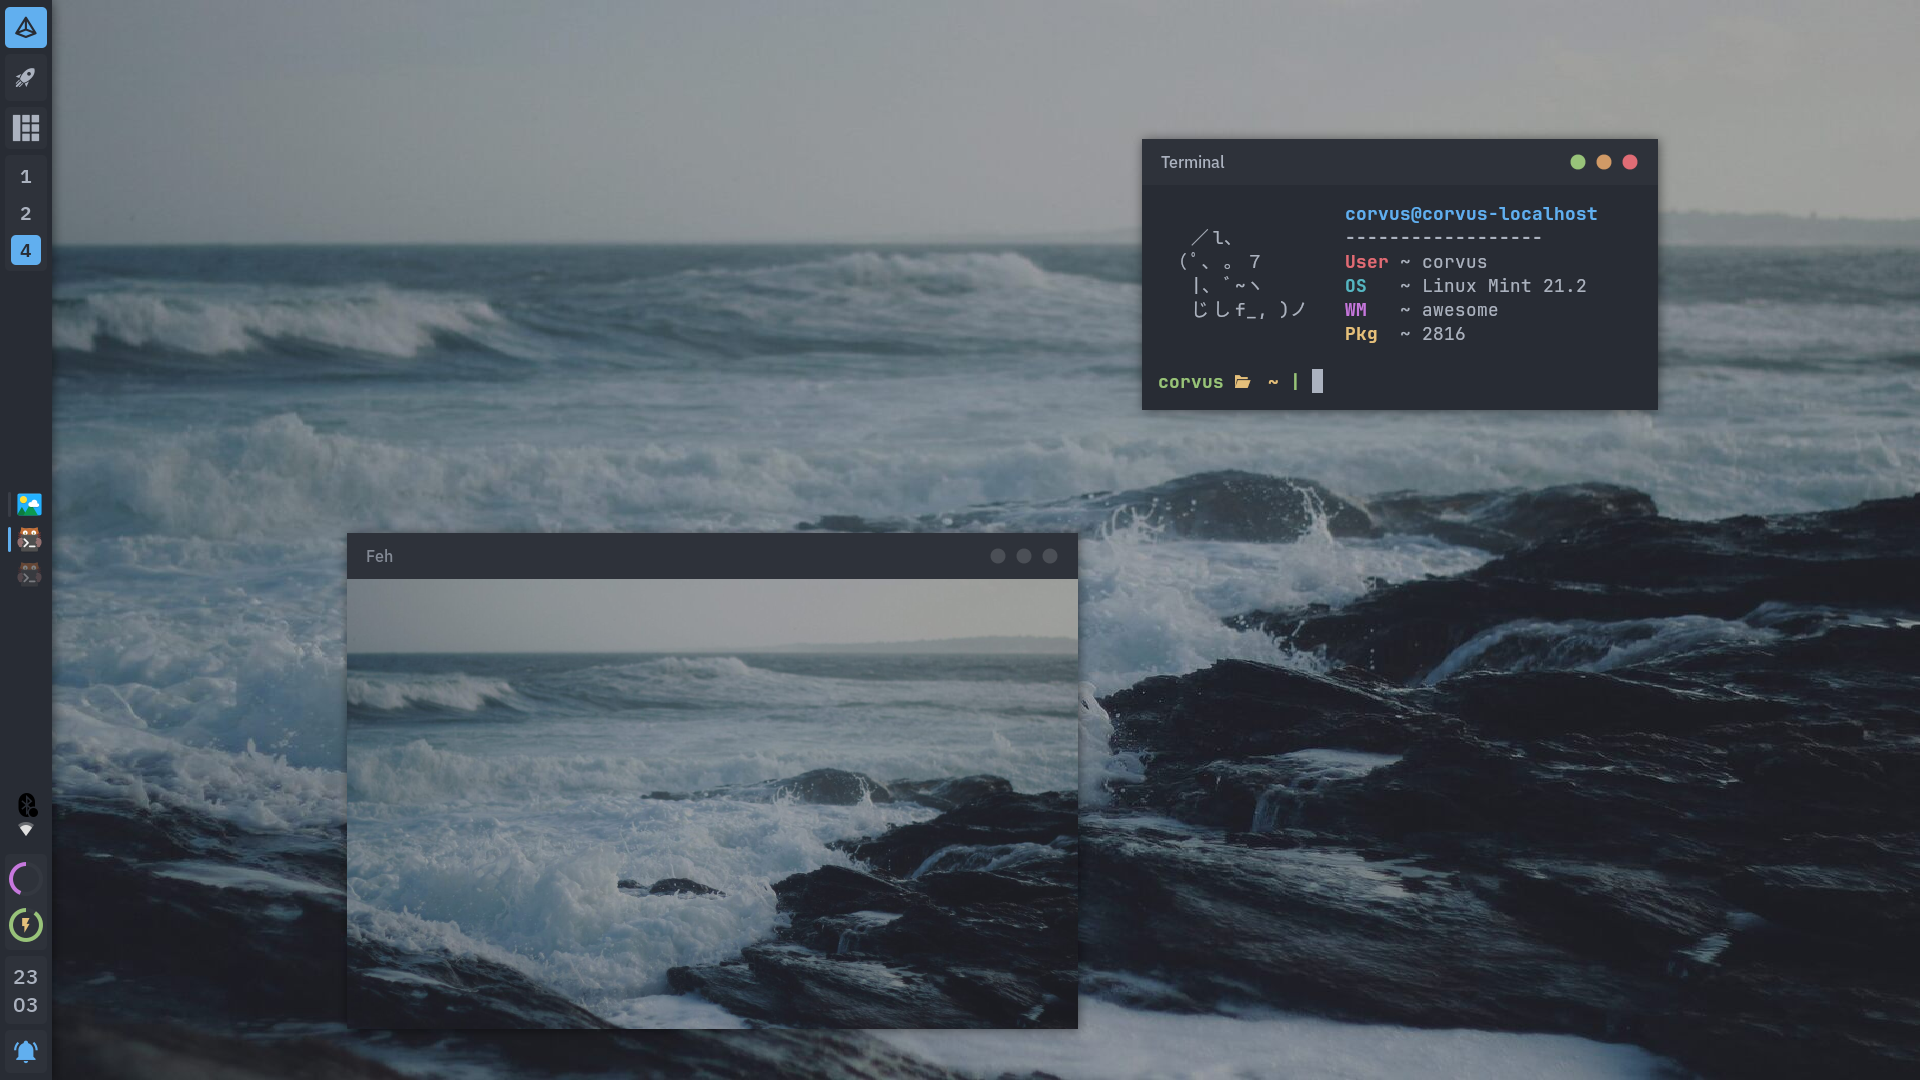 1
2
4
23
03
Terminal
corvus@corvus-localhost
------------------
／l、
(ﾟ､ ｡ 7
|､ﾞ~ヽ
じしf_, )ノ
User ~ corvus
OS ~ Linux Mint 21.2
WM ~ awesome
Pkg ~ 2816
corvus ~ |
Feh